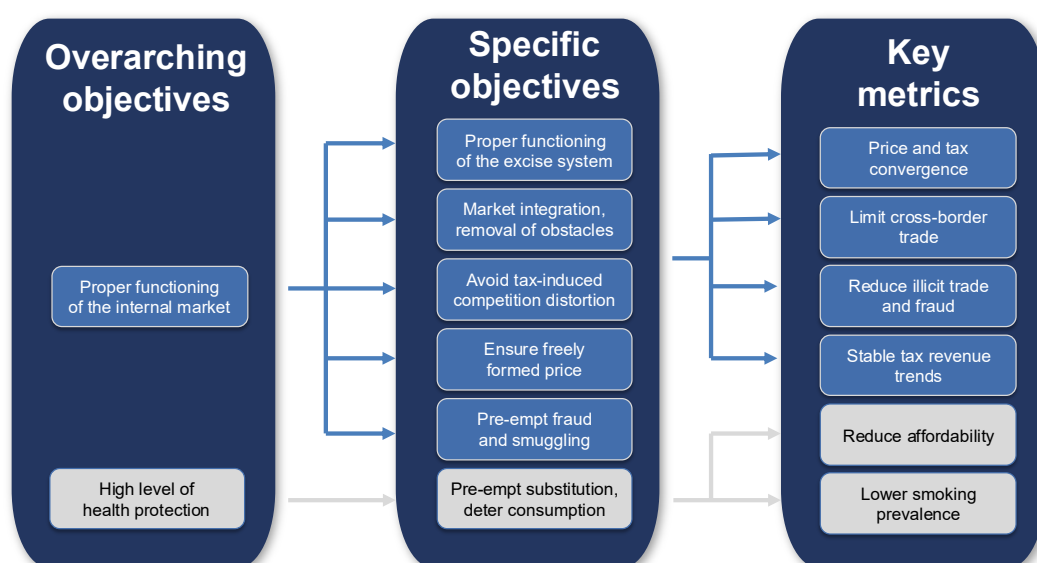 Overarching
objectives
Proper functioning
of the internal market
High level of
health protection
Specific
objectives
Proper functioning
of the excise system
Market integration,
removal of obstacles
Avoid tax-induced
competition distortion
Ensure freely
formed price
Pre-empt fraud
and smuggling
Pre-empt substitution,
deter consumption
Key
metrics
Price and tax
convergence
Limit cross-border
trade
Reduce illicit trade
and fraud
Stable tax revenue
trends
Reduce affordability
Lower smoking
prevalence